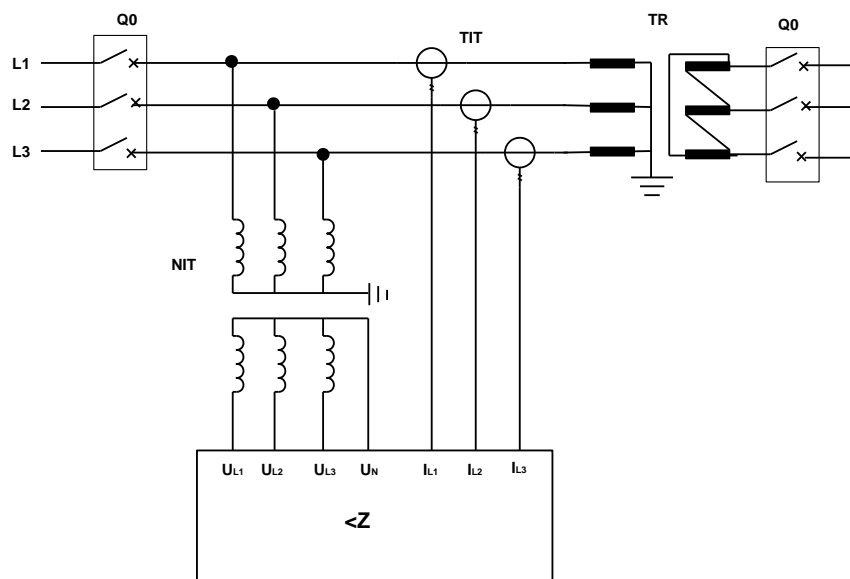 Q0
TIT
TR
Q0
L1
L2
L3
NIT
UL1 UL2 UL3 UN IL1 IL2 IL3
<Z